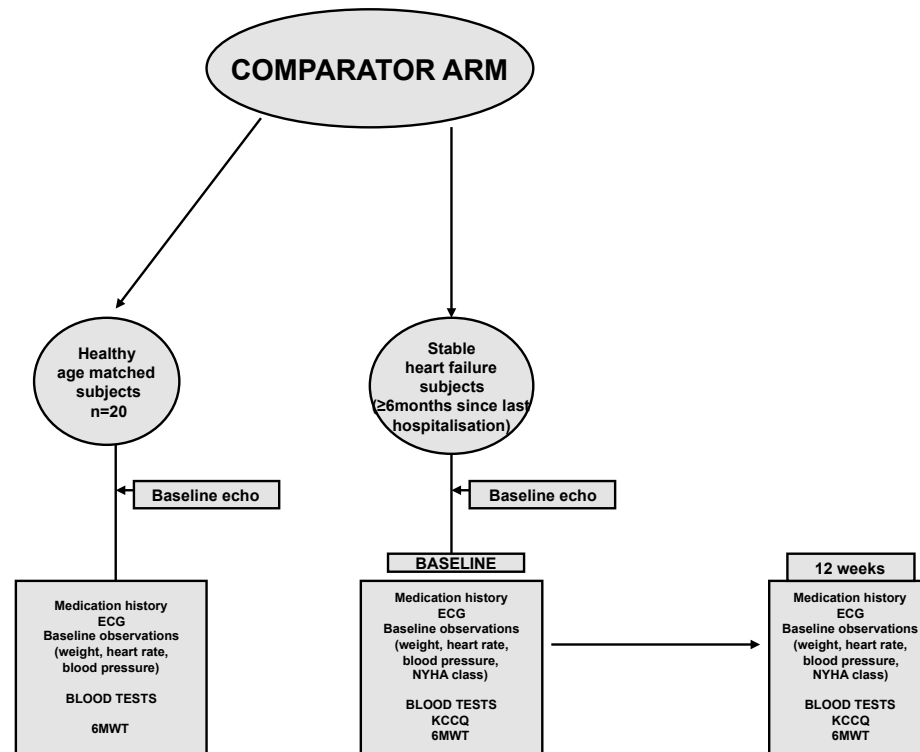 COMPARATOR ARM
Healthy
age matched
subjects
n=20
Stable
heart failure
subjects
(≥6months since last
hospitalisation)
Baseline echo
Baseline echo
BASELINE
12 weeks
Medication history
ECG
Baseline observations
(weight, heart rate,
blood pressure)
BLOOD TESTS
6MWT
Medication history
ECG
Baseline observations
(weight, heart rate,
blood pressure,
NYHA class)
BLOOD TESTS
KCCQ
6MWT
Medication history
ECG
Baseline observations
(weight, heart rate,
blood pressure,
NYHA class)
BLOOD TESTS
KCCQ
6MWT